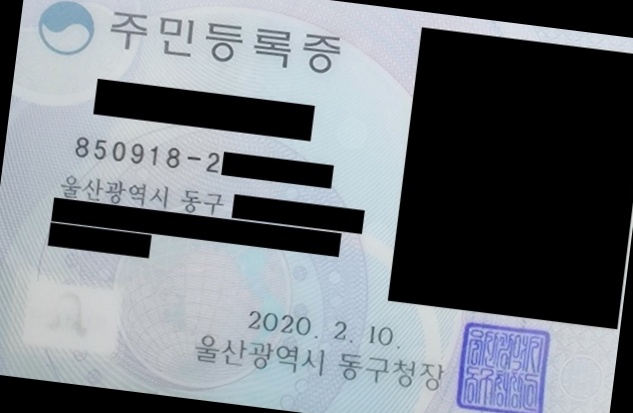 주민등록증
850918-2
울산광역시 동구
2020. 2. 10.
울산광역시 동구청장